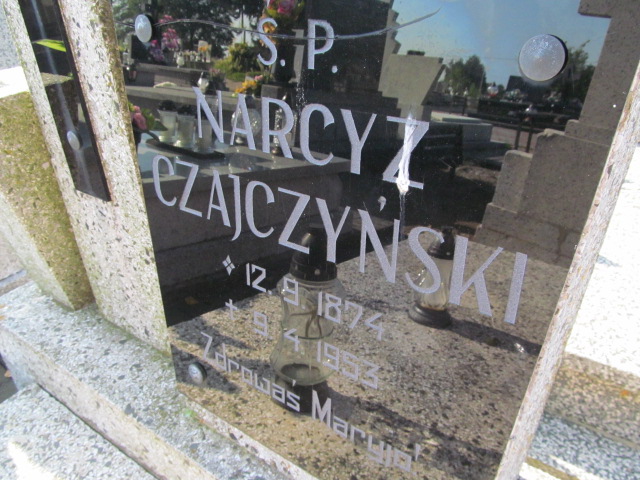 S. P.
NARCYZ
CZAJCZYŃSKI
* 12. 9 1874
+ 9. 4 1953
Zdrowaś Maryjo!